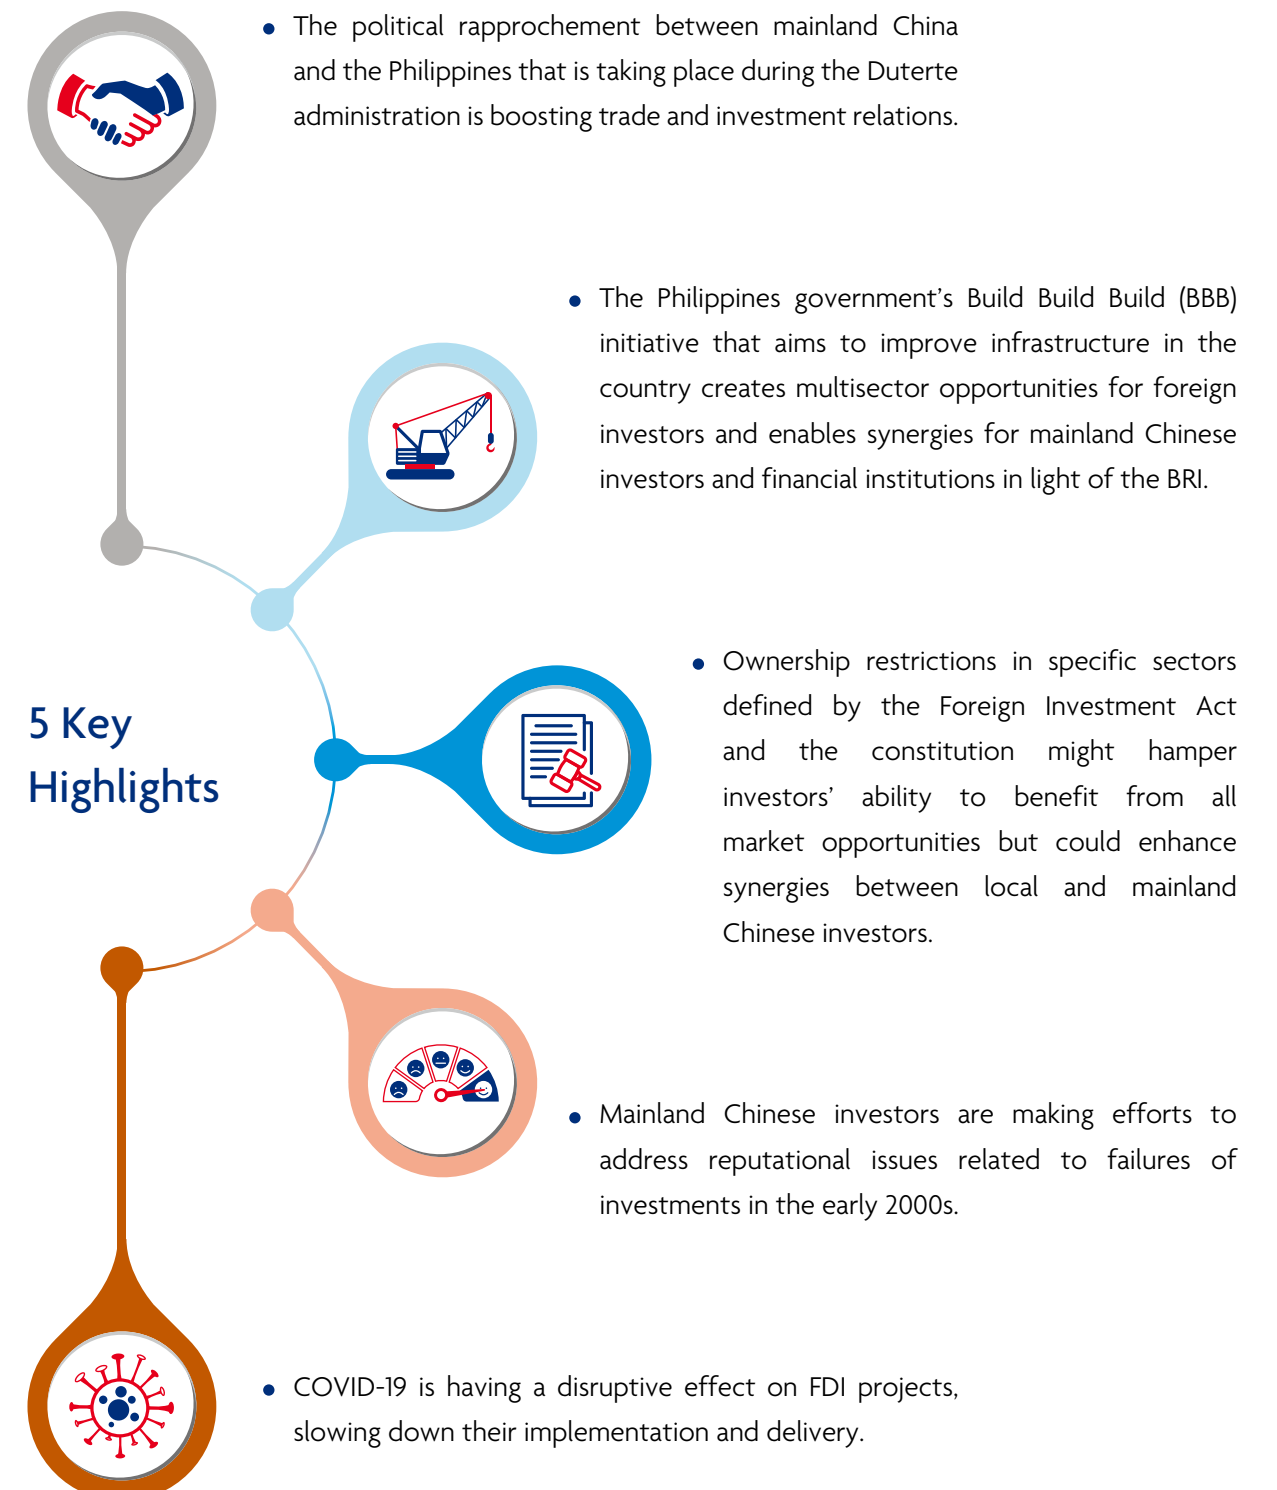 The political rapprochement between mainland China
and the Philippines that is taking place during the Duterte
administration is boosting trade and investment relations.
The Philippines government’s Build Build Build (BBB)
initiative that aims to improve infrastructure in the
country creates multisector opportunities for foreign
investors and enables synergies for mainland Chinese
investors and financial institutions in light of the BRI.
5 Key
Highlights
Ownership restrictions in specific sectors
defined by the Foreign Investment Act
and the constitution might hamper
investors’ ability to benefit from all
market opportunities but could enhance
synergies between local and mainland
Chinese investors.
Mainland Chinese investors are making efforts to
address reputational issues related to failures of
investments in the early 2000s.
COVID-19 is having a disruptive effect on FDI projects,
slowing down their implementation and delivery.